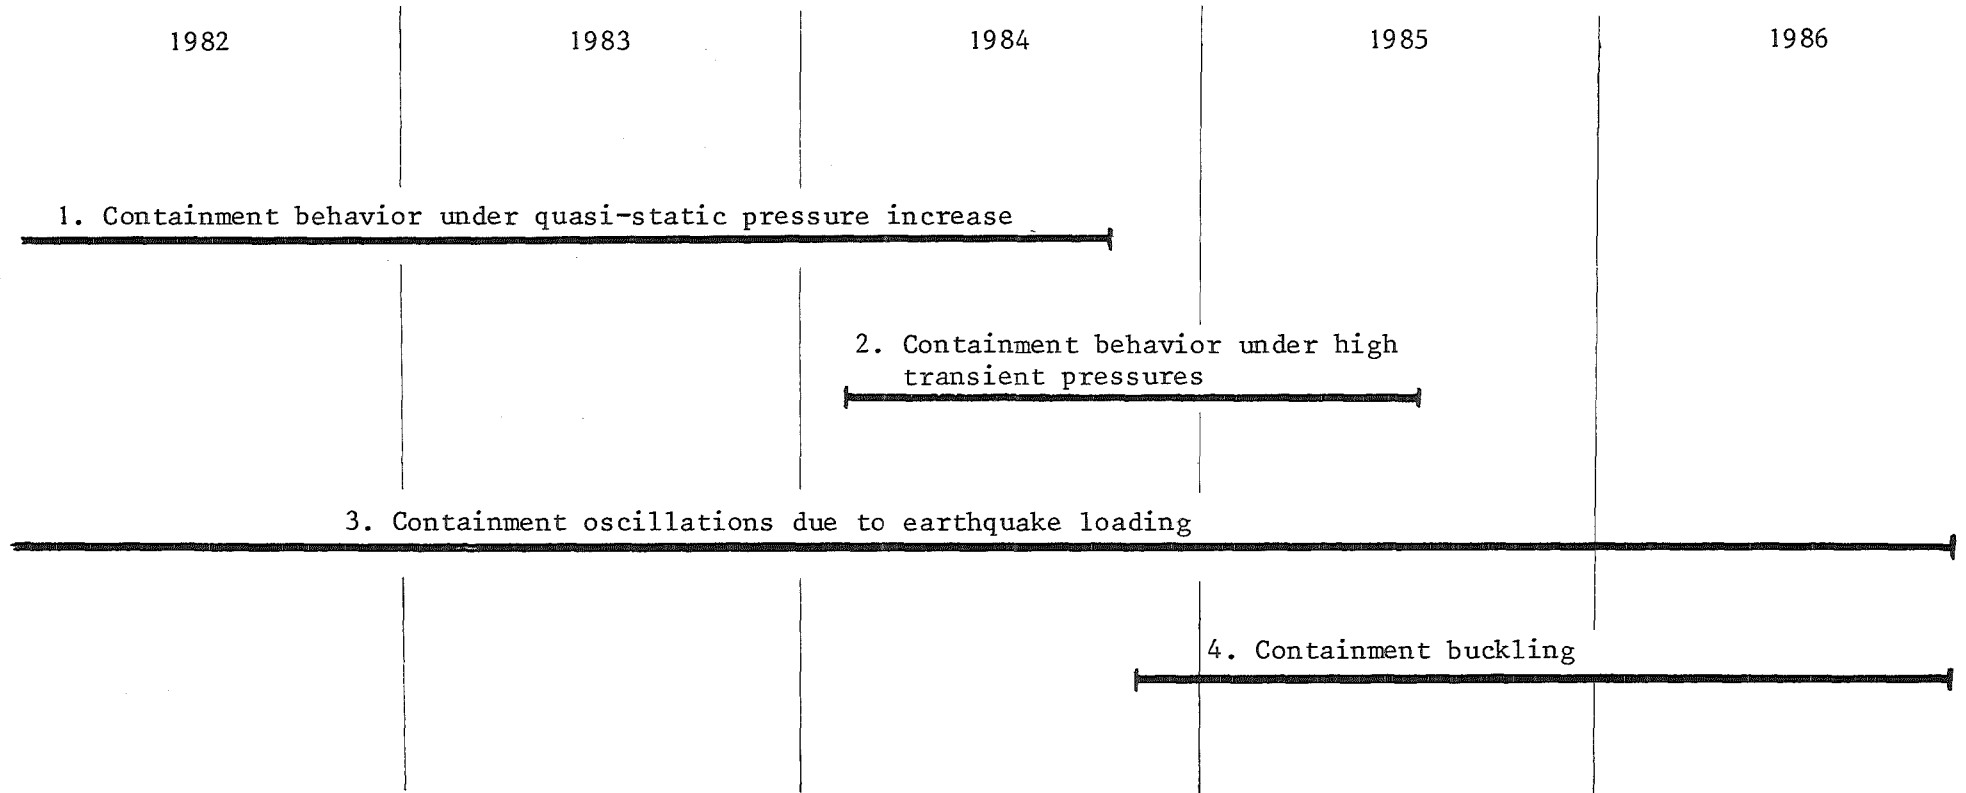 1982 1983 1984 1985 1986
1. Containment behavior under quasi-static pressure increase
2. Containment behavior under high
transient pressures
3. Containment oscillations due to earthquake loading
4. Containment buckling